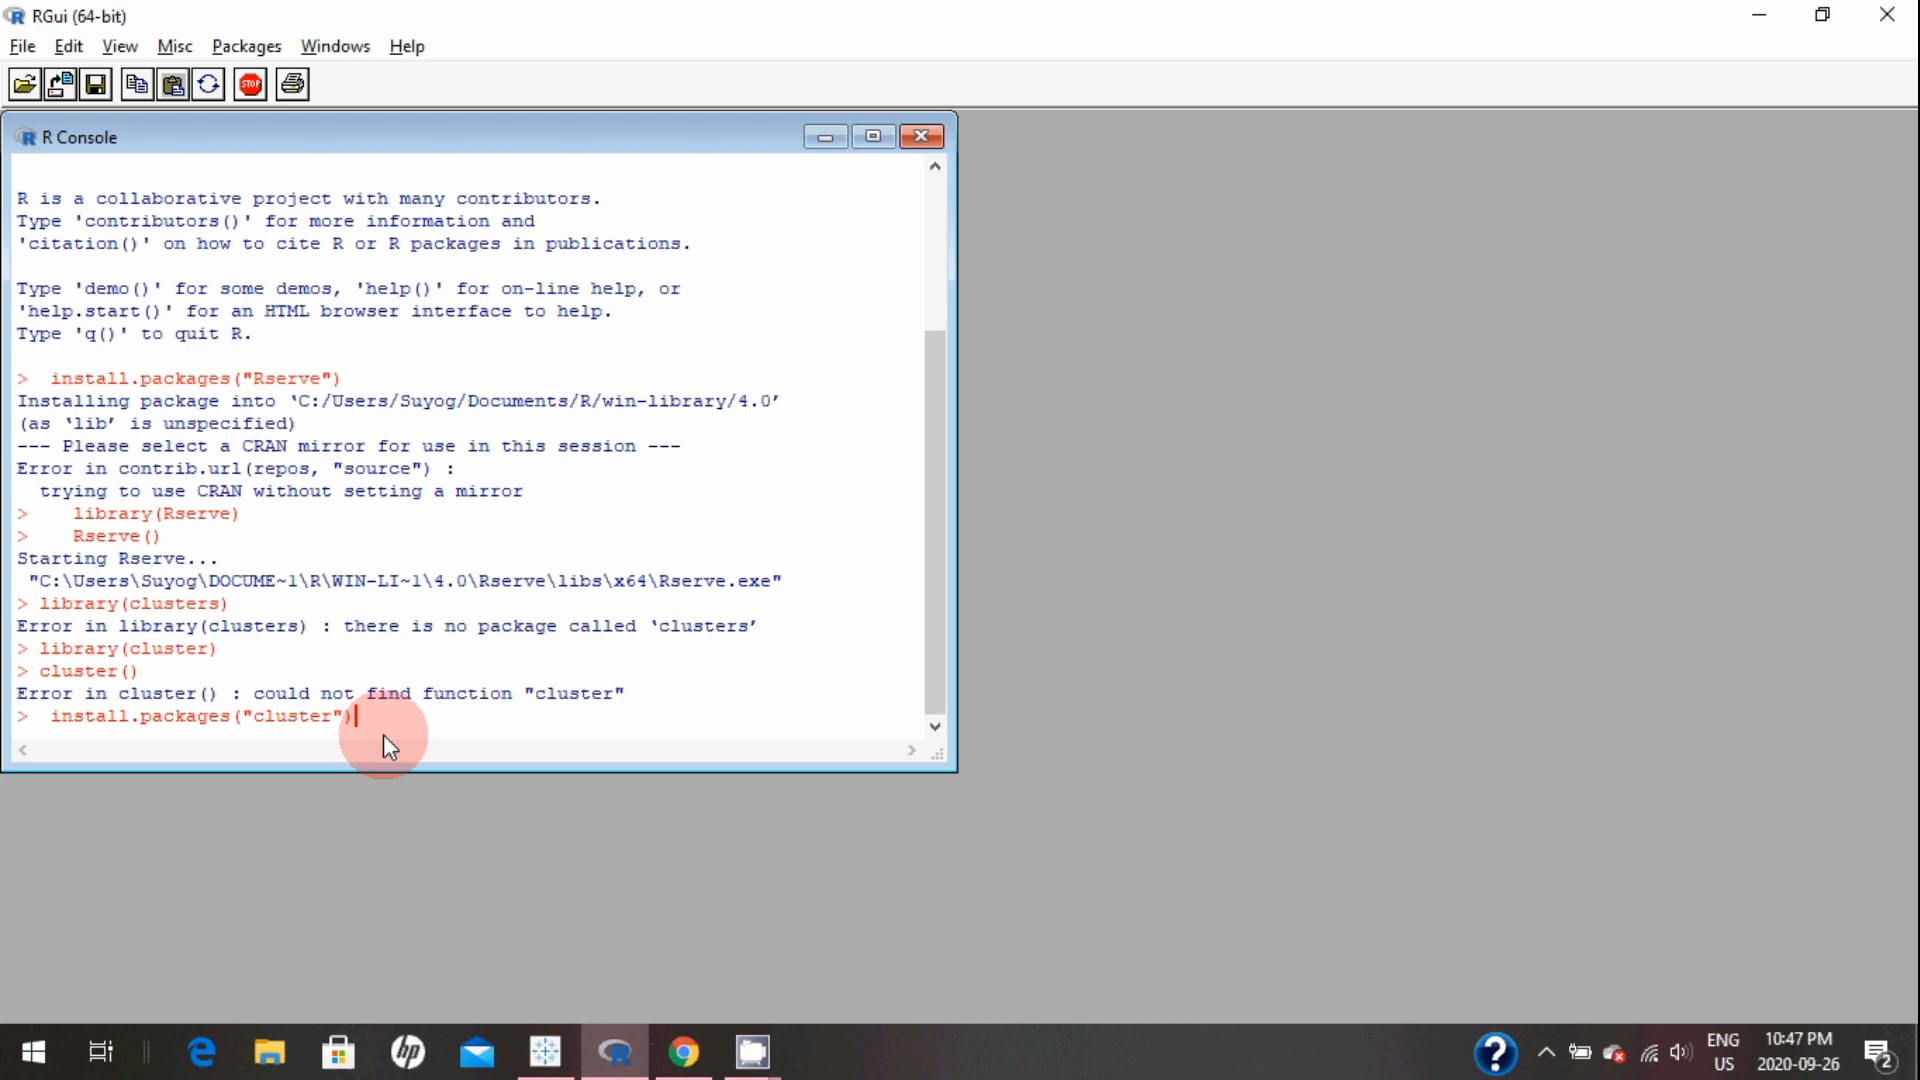 RGui (64-bit)
File Edit View Misc Packages Windows Help
STOP
R Console
R is a collaborative project with many contributors.
Type 'contributors()' for more information and
'citation()' on how to cite R or R packages in publications.
Type 'demo()' for some demos, 'help()' for on-line help, or
'help.start()' for an HTML browser interface to help.
Type 'q()' to quit R.
>  install.packages("Rserve")
Installing package into ‘C:/Users/Suyog/Documents/R/win-library/4.0’
(as ‘lib’ is unspecified)
--- Please select a CRAN mirror for use in this session ---
Error in contrib.url(repos, "source") :
  trying to use CRAN without setting a mirror
>    library(Rserve)
>    Rserve()
Starting Rserve...
 "C:\Users\Suyog\DOCUME~1\R\WIN-LI~1\4.0\Rserve\libs\x64\Rserve.exe"
> library(clusters)
Error in library(clusters) : there is no package called ‘clusters’
> library(cluster)
> cluster()
Error in cluster() : could not find function "cluster"
>  install.packages("cluster")
hp
ENG
US
10:47 PM
2020-09-26
2